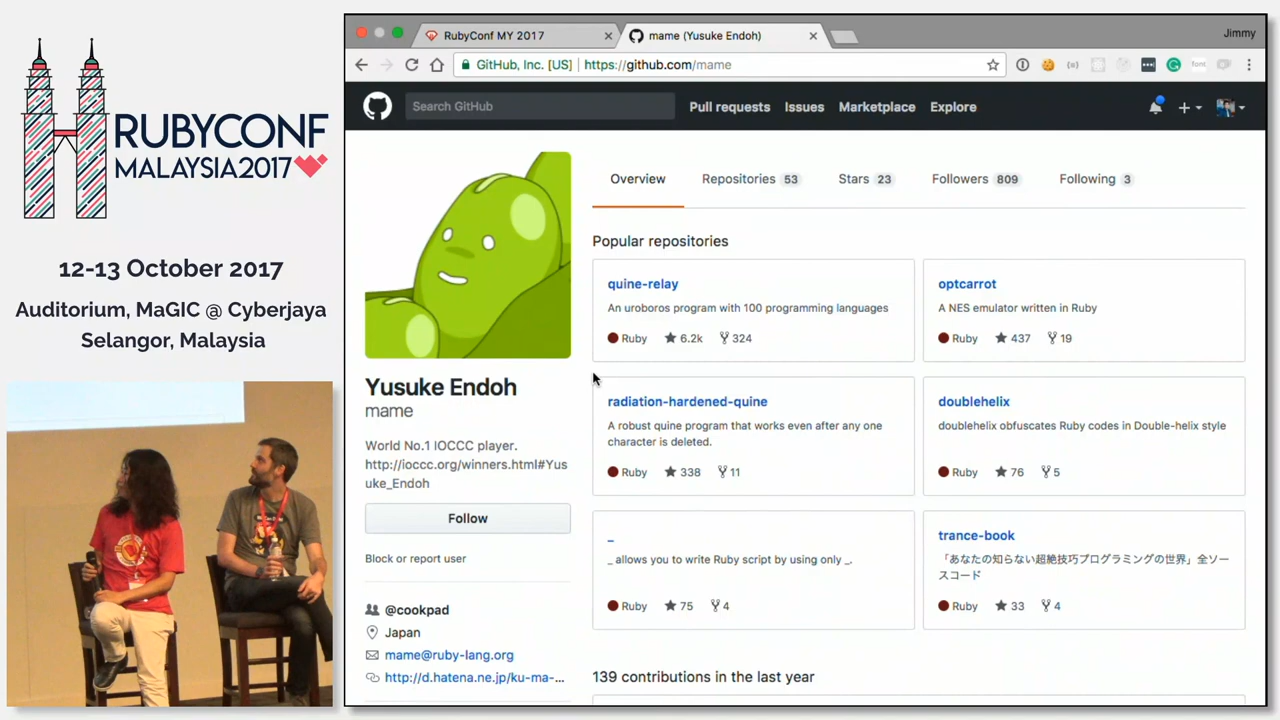 RUBYCONF
MALAYSIA2017
12-13 October 2017
Auditorium, MaGIC @ Cyberjaya
Selangor, Malaysia
RubyConf MY 2017
mame (Yusuke Endoh)
Jimmy
GitHub, Inc. [US] | https://github.com/mame
Search GitHub
Pull requests Issues Marketplace Explore
Overview Repositories 53 Stars 23 Followers 809 Following 3
Yusuke Endoh
mame
World No.1 IOCCC player.
http://ioccc.org/winners.html#Yus
uke_Endoh
Follow
Block or report user
@cookpad
Japan
mame@ruby-lang.org
http://d.hatena.ne.jp/ku-ma-...
Popular repositories
quine-relay
An uroboros program with 100 programming languages
Ruby 6.2k 324
optcarrot
A NES emulator written in Ruby
Ruby 437 19
radiation-hardened-quine
A robust quine program that works even after any one
character is deleted.
Ruby 338 11
doublehelix
doublehelix obfuscates Ruby codes in Double-helix style
Ruby 76 5
_
_ allows you to write Ruby script by using only _.
Ruby 75 4
trance-book
「あなたの知らない超絶技巧プログラミングの世界」全ソー
スコード
Ruby 33 4
139 contributions in the last year